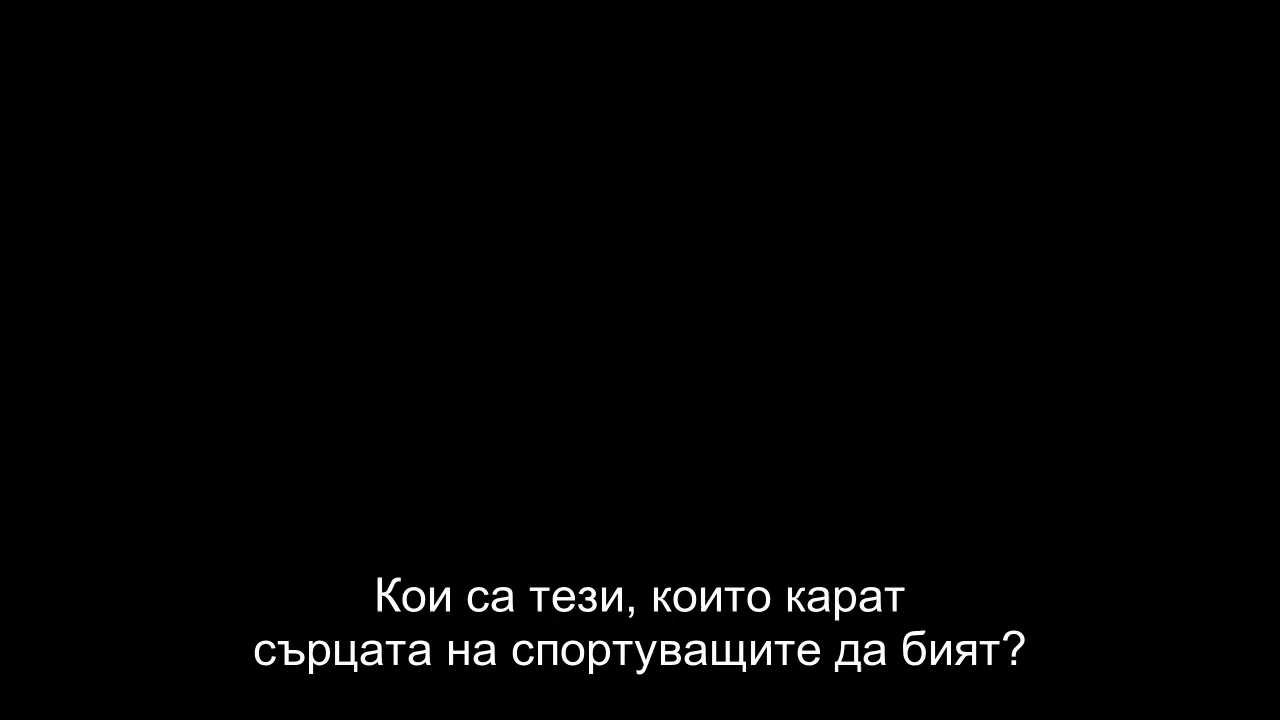 Кои са тези, които карат
сърцата на спортуващите да бият?